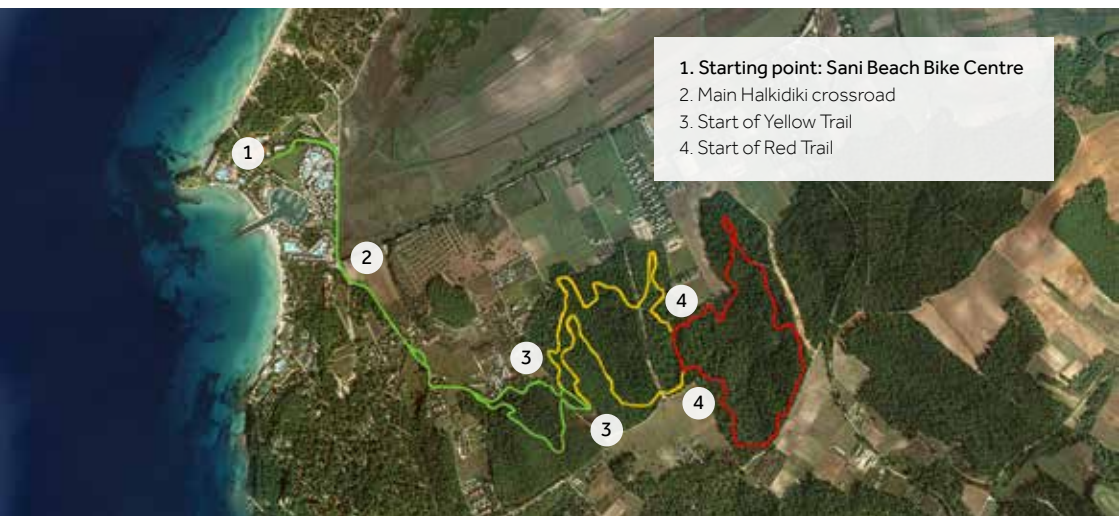 1. Starting point: Sani Beach Bike Centre
2. Main Halkidiki crossroad
3. Start of Yellow Trail
4. Start of Red Trail
1
2
4
3
4
3